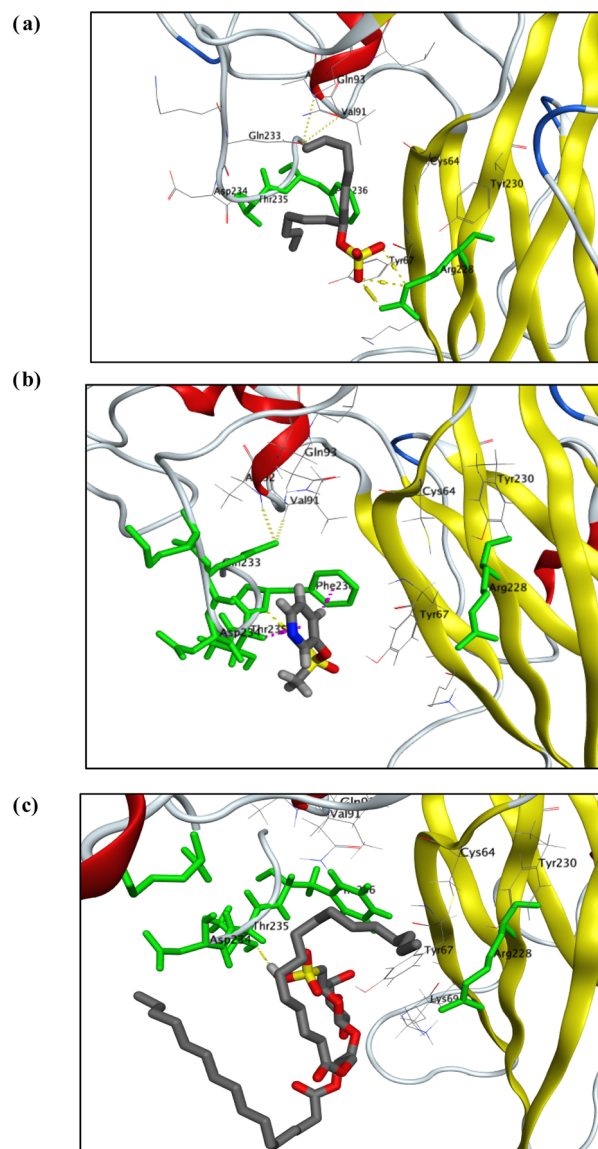 (a)
Gln93
Val91
Gln233
Cys64
Asp234
Thr235
Tyr230
Tyr67
Arg228
(b)
Gln93
Val91
Tyr230
Cys64
Arg228
Tyr67
(c)
Val91
Cys64
Tyr230
Thr235
Asp234
Tyr67
Arg228
Lys69